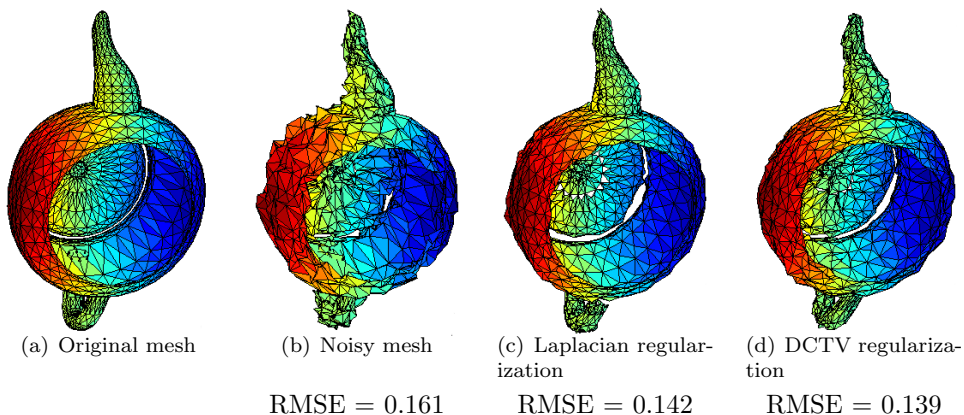 (a) Original mesh
(b) Noisy mesh
(c) Laplacian regular-
ization
(d) DCTV regulariza-
tion
RMSE = 0.161
RMSE = 0.142
RMSE = 0.139